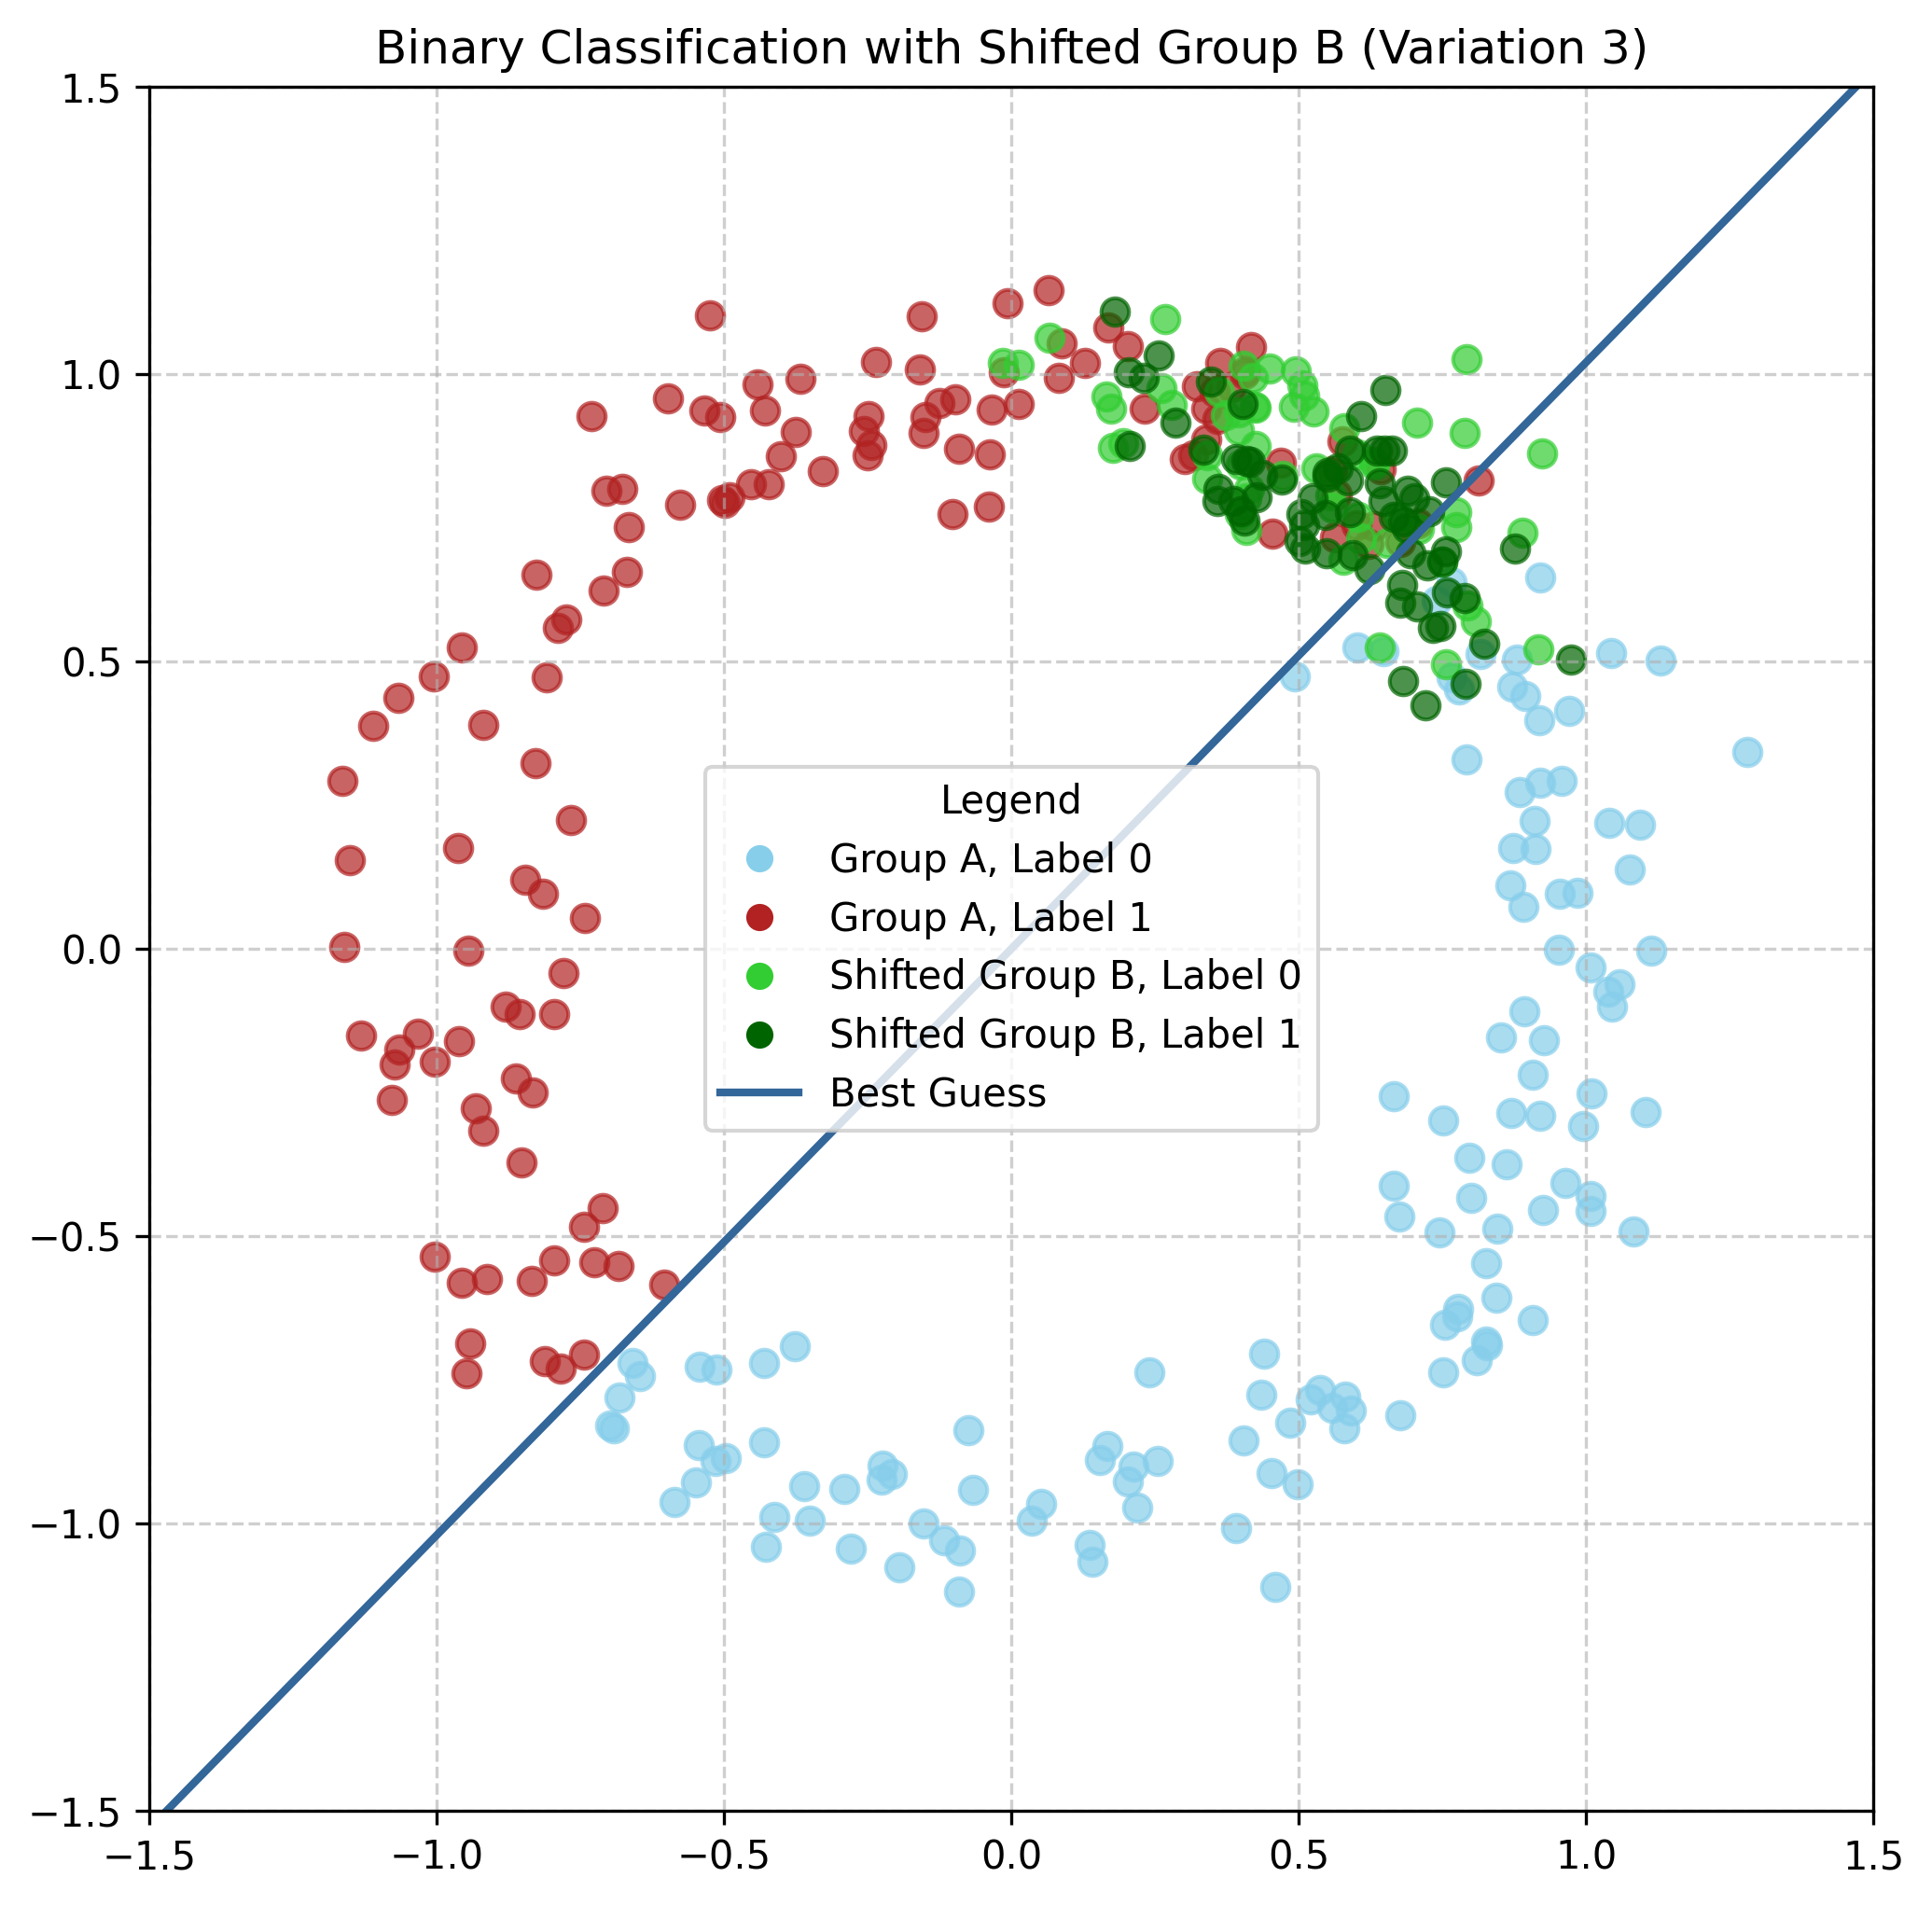 Binary Classification with Shifted Group B (Variation 3)
1.5
1.0
0.5
0.0
−0.5
−1.0
−1.5
Legend
Group A, Label 0
Group A, Label 1
Shifted Group B, Label 0
Shifted Group B, Label 1
Best Guess
−1.5 −1.0 −0.5 0.0 0.5 1.0 1.5